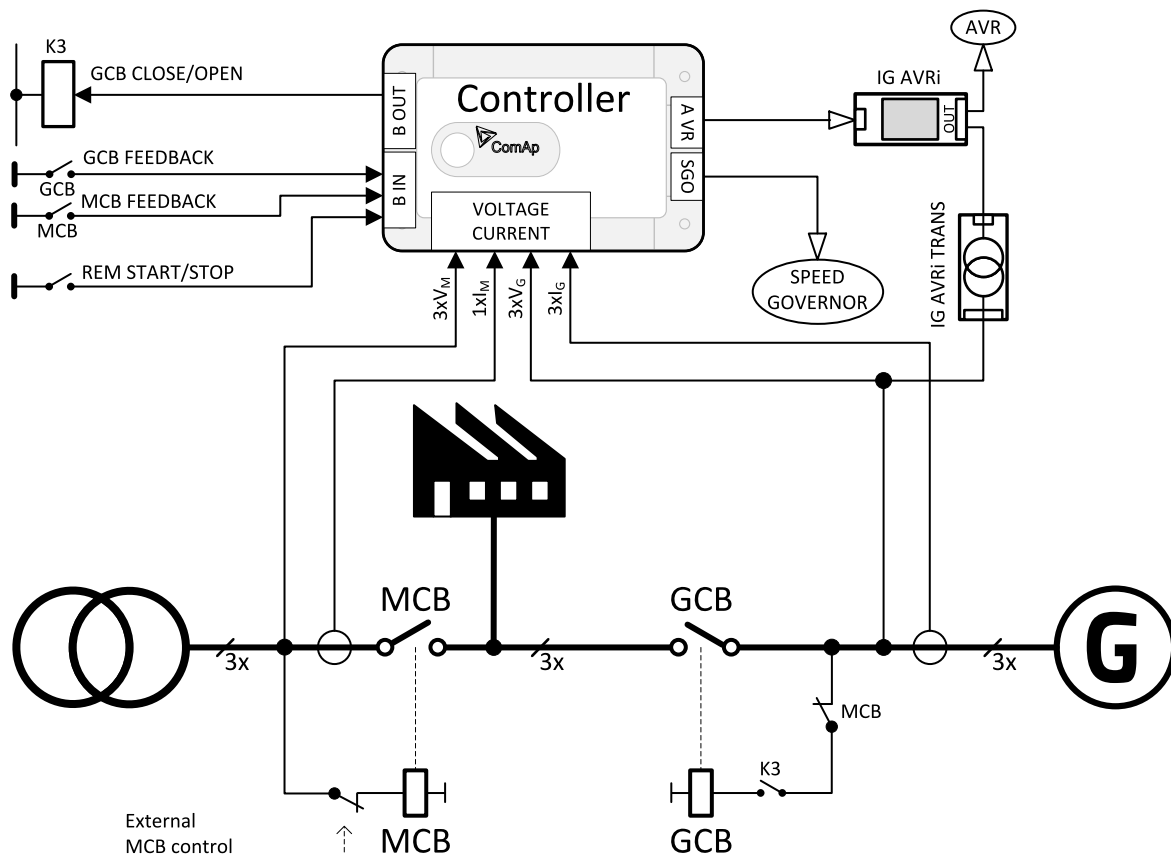 K3
GCB CLOSE/OPEN
GCB FEEDBACK
GCB
MCB FEEDBACK
MCB
REM START/STOP
B OUT
B IN
Controller
ComAp
VOLTAGE
CURRENT
A VR
SGO
AVR
IG AVRi
OUT
IG AVRi TRANS
SPEED
GOVERNOR
3xVM
1xIM
3xVG
3xIG
MCB
GCB
3x
3x
3x
G
MCB
K3
External
MCB control
MCB
GCB